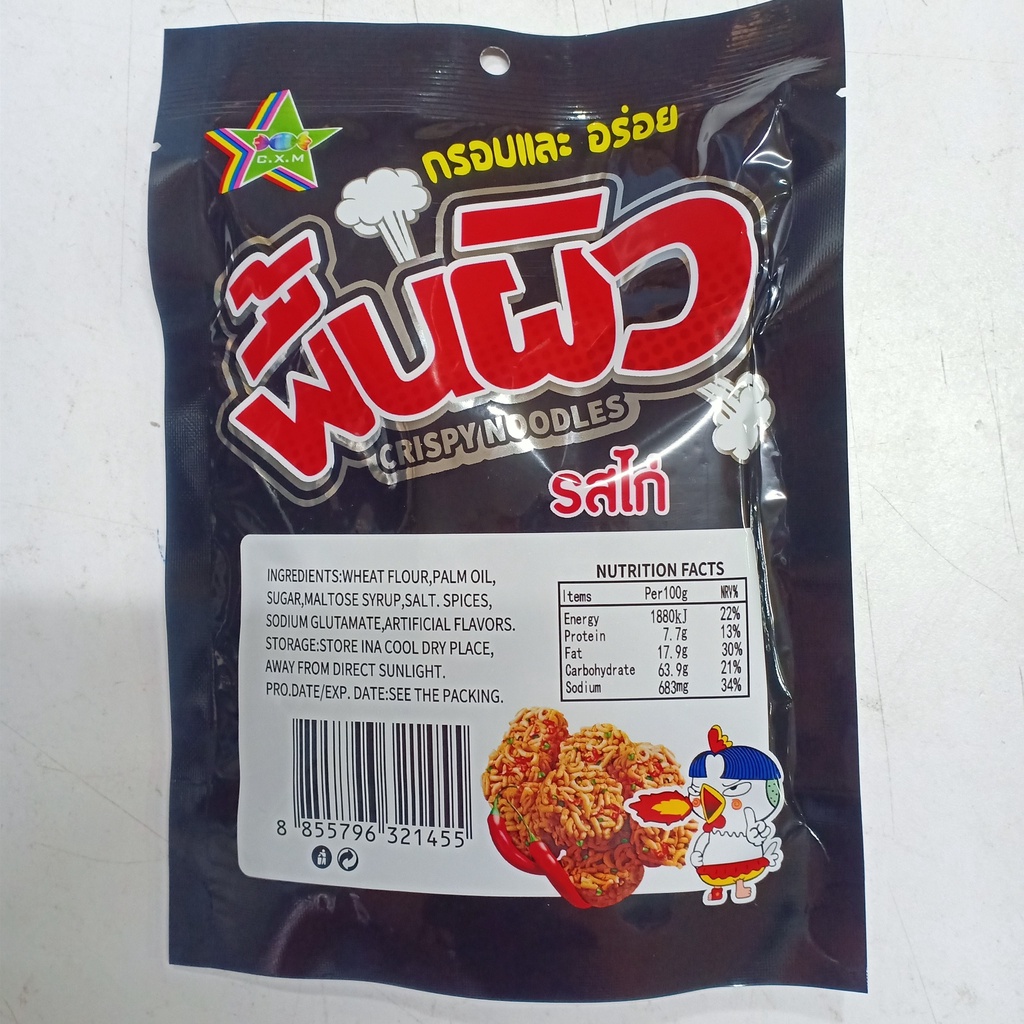 C.X.M
กรอบและ อร่อย
พั้นผิว
CRISPY NOODLES
รสไก่
INGREDIENTS:WHEAT FLOUR,PALM OIL,
SUGAR,MALTOSE SYRUP,SALT. SPICES,
SODIUM GLUTAMATE,ARTIFICIAL FLAVORS.
STORAGE:STORE INA COOL DRY PLACE,
AWAY FROM DIRECT SUNLIGHT.
PRO.DATE/EXP. DATE:SEE THE PACKING.
NUTRITION FACTS
Items Per100g NRV%
Energy 1880kJ 22%
Protein 7.7g 13%
Fat 17.9g 30%
Carbohydrate 63.9g 21%
Sodium 683mg 34%
8 855796 321455